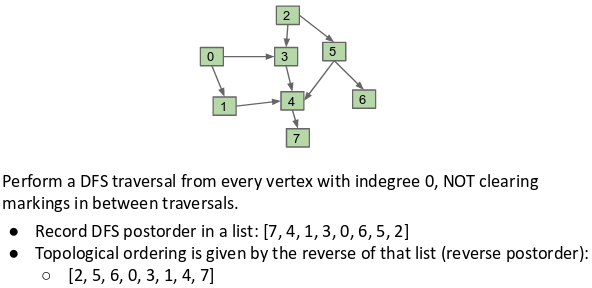 2
0
3
5
1
4
6
7
Perform a DFS traversal from every vertex with indegree 0, NOT clearing
markings in between traversals.
● Record DFS postorder in a list: [7, 4, 1, 3, 0, 6, 5, 2]
● Topological ordering is given by the reverse of that list (reverse postorder):
○ [2, 5, 6, 0, 3, 1, 4, 7]